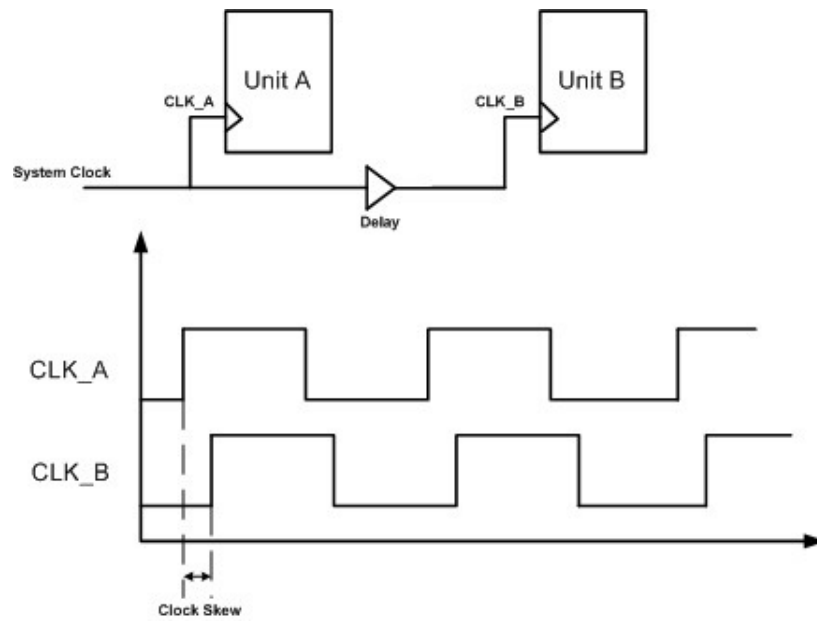 Unit A
Unit B
CLK_A
CLK_B
System Clock
Delay
CLK_A
CLK_B
Clock Skew